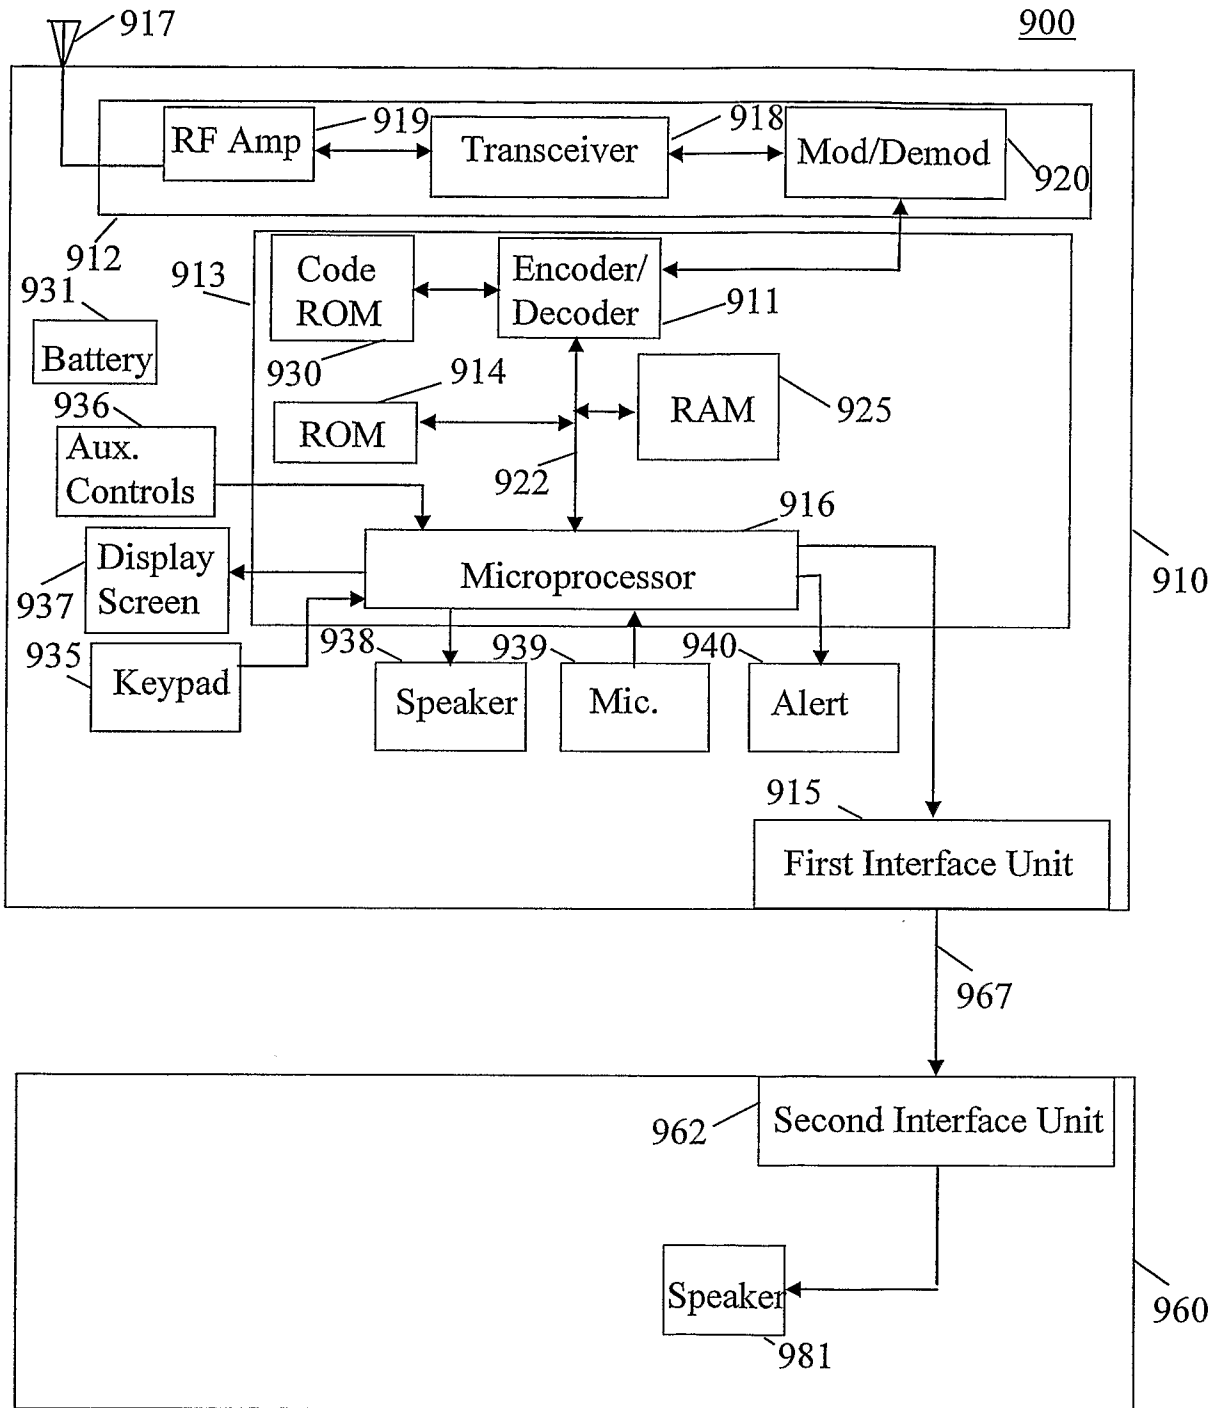 917
900
RF Amp
919
Transceiver
918
Mod/Demod
920
912
913
Code
ROM
930
Encoder/
Decoder
911
931
Battery
914
ROM
RAM
925
922
936
Aux.
Controls
916
Microprocessor
910
Display
Screen
937
935
Keypad
938
Speaker
939
Mic.
940
Alert
915
First Interface Unit
967
962
Second Interface Unit
Speaker
981
960